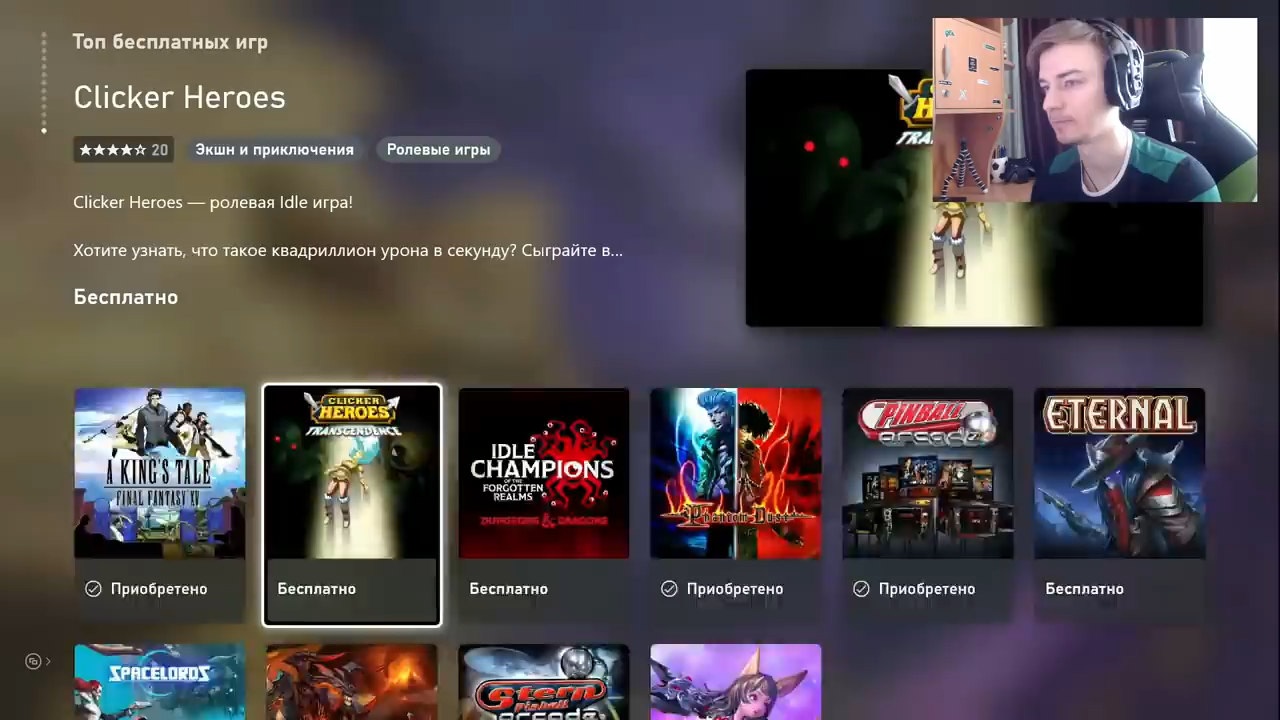 Топ бесплатных игр
Clicker Heroes
20
Экшн и приключения
Ролевые игры
Clicker Heroes — ролевая Idle игра!
Хотите узнать, что такое квадриллион урона в секунду? Сыграйте в...
Бесплатно
A KING'S TALE
FINAL FANTASY XV
CLICKER
HEROES
TRANSCENDENCE
IDLE
CHAMPIONS
OF THE
FORGOTTEN
REALMS
DUNGEONS & DRAGONS
Phantom Dust
PINBALL
arcade
ETERNAL
Приобретено
Бесплатно
Бесплатно
Приобретено
Приобретено
Бесплатно
SPACELORDS
Stern
Pinball
arcade